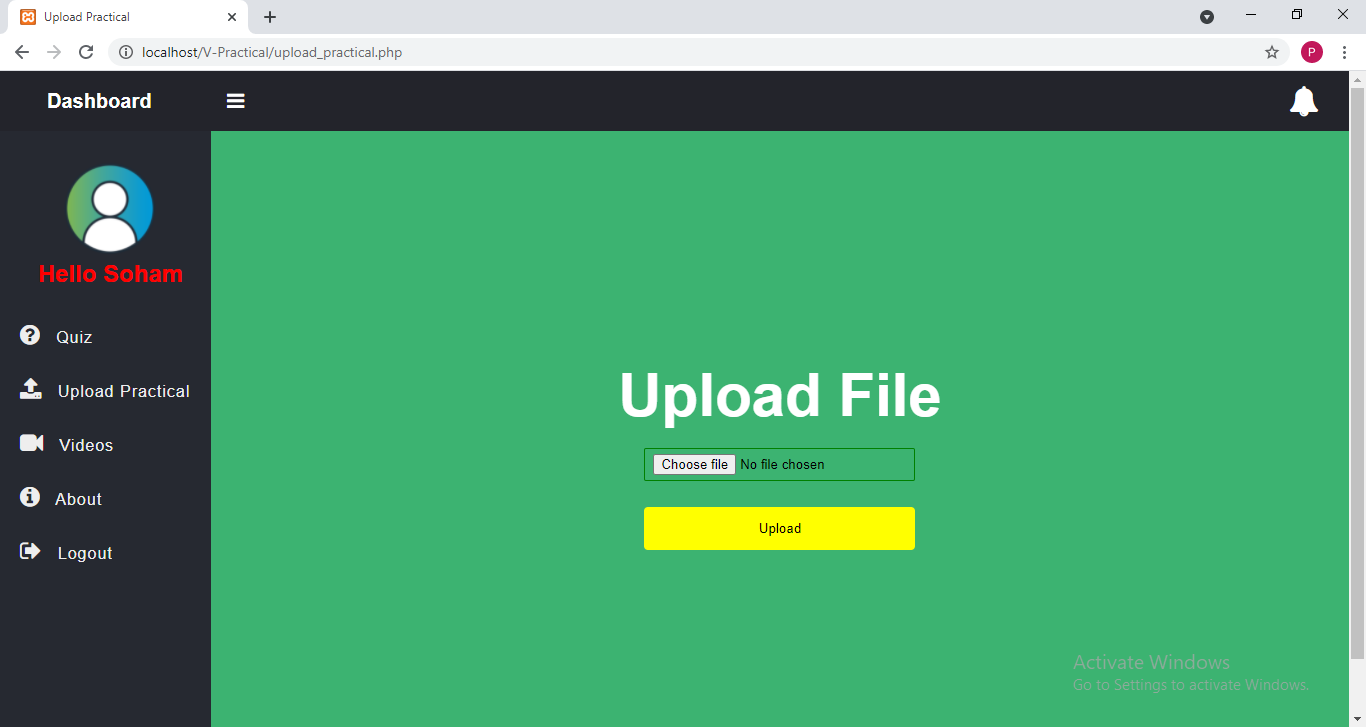 Upload Practical
localhost/V-Practical/upload_practical.php
P
Dashboard
Hello Soham
Quiz
Upload Practical
Videos
About
Logout
Upload File
Choose file No file chosen
Upload
Activate Windows
Go to Settings to activate Windows.